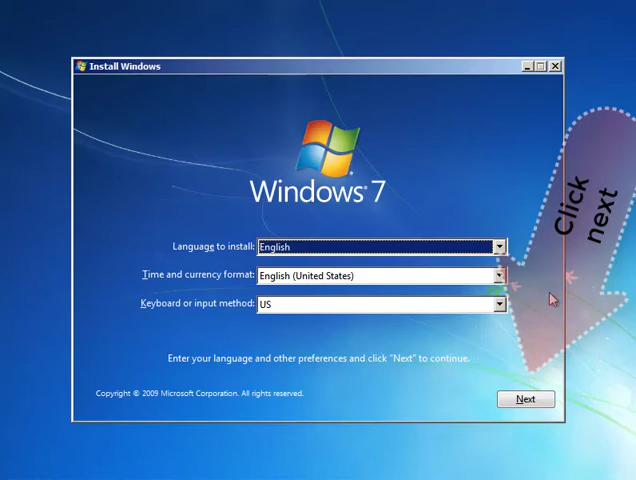 Install Windows
Windows 7
Language to install: English
Time and currency format: English (United States)
Keyboard or input method: US
Enter your language and other preferences and click "Next" to continue.
Copyright © 2009 Microsoft Corporation. All rights reserved.
Next
Click
next